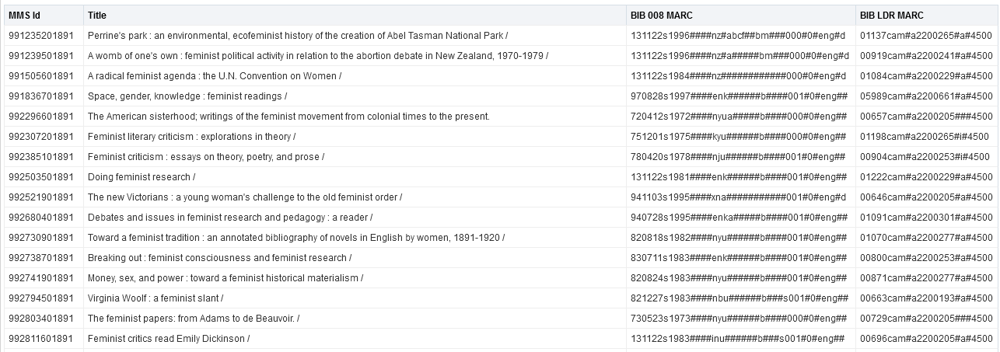 MMS Id Title BIB 008 MARC BIB LDR MARC
991235201891 Perrine's park : an environmental, ecofeminist history of the creation of Abel Tasman National Park / 131122s1996####nz#abcf##bm###000#0#eng#d 01137cam#a2200265#a#4500
991239501891 A womb of one's own : feminist political activity in relation to the abortion debate in New Zealand, 1970-1979 / 131122s1996####nz#a#####bm###000#0#eng#d 00919cam#a2200241#a#4500
991505601891 A radical feminist agenda : the U.N. Convention on Women / 131122s1984####nz############000#0#eng#d 01084cam#a2200229#a#4500
991836701891 Space, gender, knowledge : feminist readings / 970828s1997####enk######b####001#0#eng## 05989cam#a2200661#a#4500
992296601891 The American sisterhood; writings of the feminist movement from colonial times to the present. 720412s1972####nyua#####b####000#0#eng## 00657cam#a2200205###4500
992307201891 Feminist literary criticism : explorations in theory / 751201s1975####kyu######b####000#0#eng## 01198cam#a2200265#i#4500
992385101891 Feminist criticism : essays on theory, poetry, and prose / 780420s1978####nju######b####001#0#eng## 00904cam#a2200253#i#4500
992503501891 Doing feminist research / 131122s1981####enk######b####001#0#eng## 01222cam#a2200229#a#4500
992521901891 The new Victorians : a young woman's challenge to the old feminist order / 941103s1995####xna###########001#0#eng#d 00646cam#a2200205#a#4500
992680401891 Debates and issues in feminist research and pedagogy : a reader / 940728s1995####enka#####b####001#0#eng## 01091cam#a2200301#a#4500
992730901891 Toward a feminist tradition : an annotated bibliography of novels in English by women, 1891-1920 / 820818s1982####nyu######b####001#0#eng## 01070cam#a2200277#a#4500
992738701891 Breaking out : feminist consciousness and feminist research / 830711s1983####enk######b####001#0#eng## 00800cam#a2200253#a#4500
992741901891 Money, sex, and power : toward a feminist historical materialism / 820824s1983####nyu######b####001#0#eng## 00871cam#a2200277#a#4500
992794501891 Virginia Woolf : a feminist slant / 821227s1983####nbu######b###s001#0#eng## 00663cam#a2200193#a#4500
992803401891 The feminist papers: from Adams to de Beauvoir. / 730523s1973####nyu######b####000#0#eng## 00729cam#a2200205###4500
992811601891 Feminist critics read Emily Dickinson / 131122s1983####inu######b###s001#0#eng## 00696cam#a2200205#a#4500